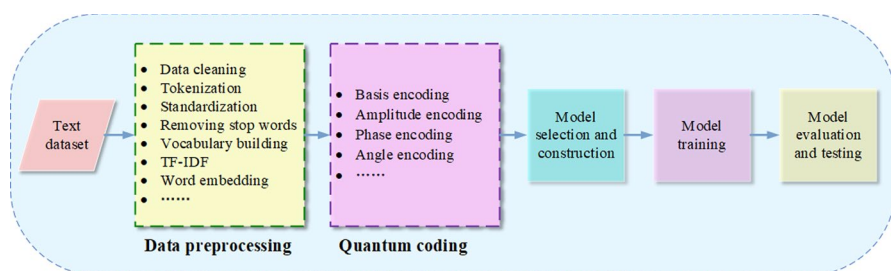 Text
dataset
● Data cleaning
● Tokenization
● Standardization
● Removing stop words
● Vocabulary building
● TF-IDF
● Word embedding
● ……
Data preprocessing
● Basis encoding
● Amplitude encoding
● Phase encoding
● Angle encoding
● ……
Quantum coding
Model
selection and
construction
Model
training
Model
evaluation
and testing